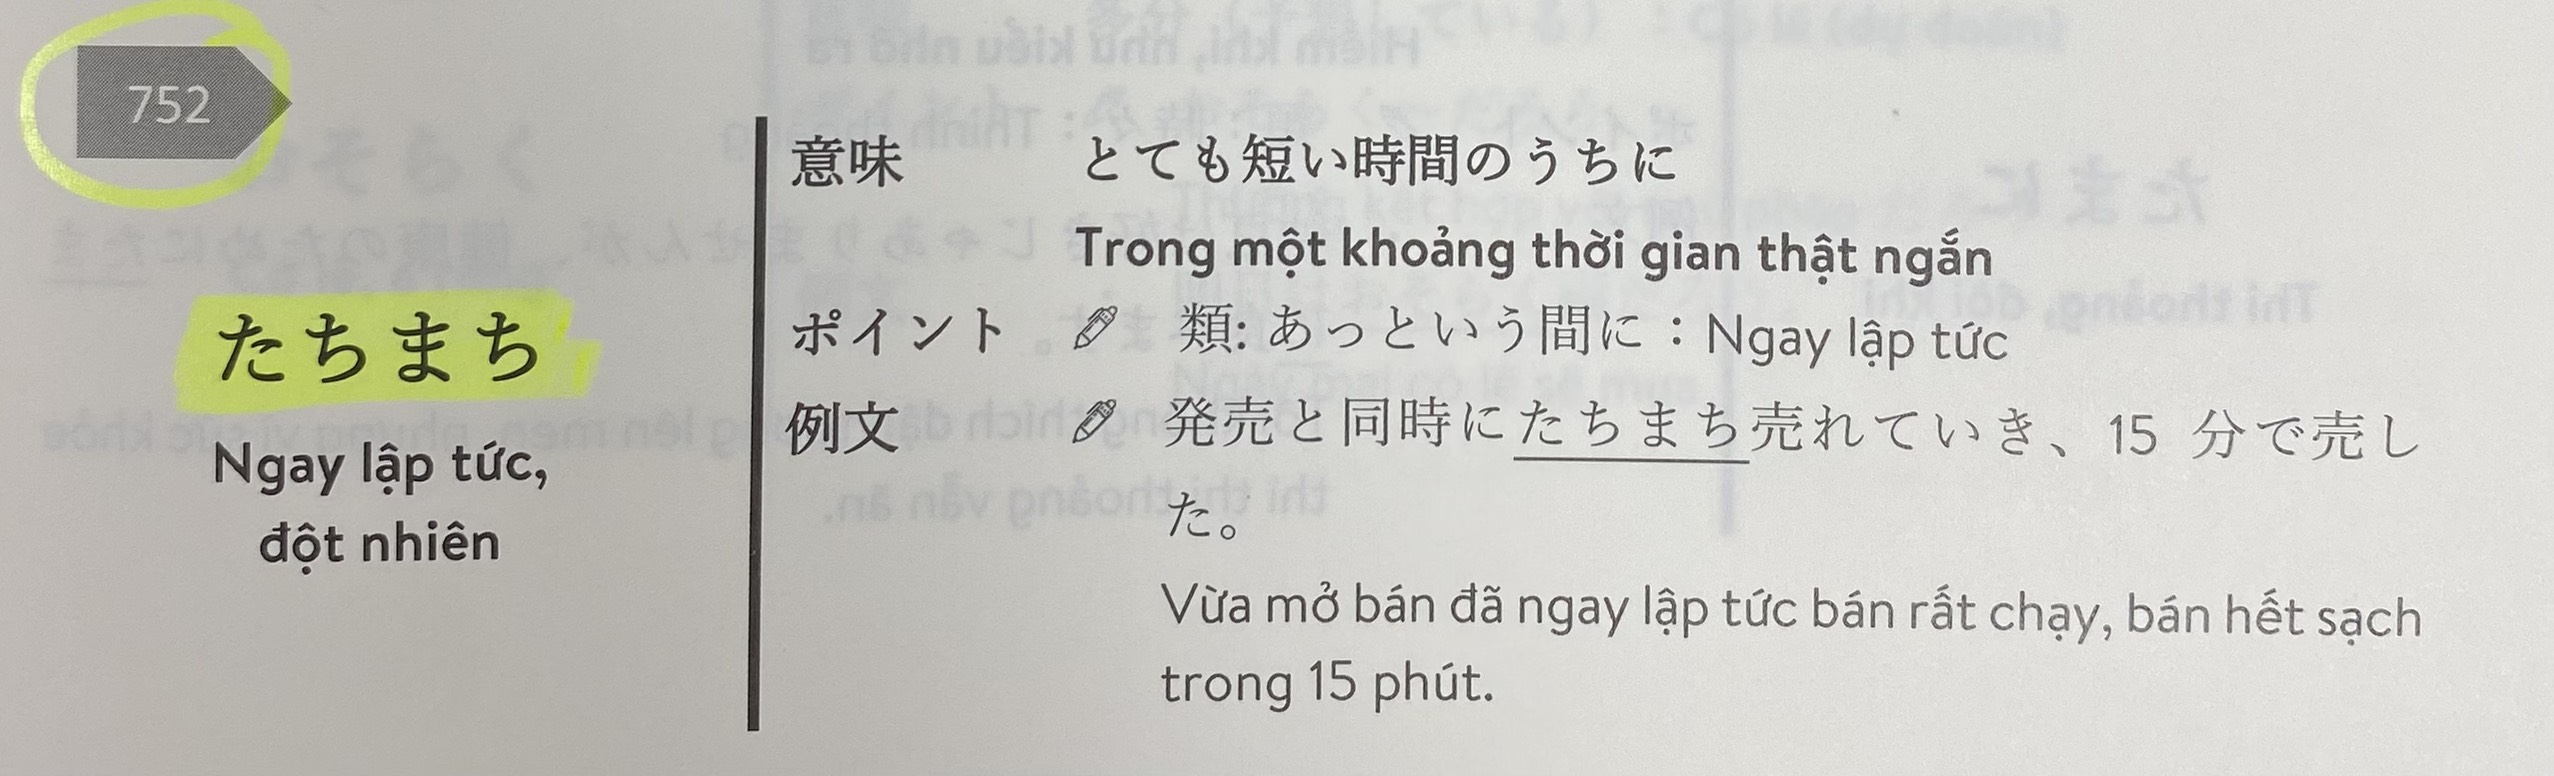 752
たちまち
Ngay lập tức,
đột nhiên
意味 とても短い時間のうちに
Trong một khoảng thời gian thật ngắn
ポイント 類: あっという間に：Ngay lập tức
例文 発売と同時にたちまち売れていき、15 分で売し
た。
Vừa mở bán đã ngay lập tức bán rất chạy, bán hết sạch
trong 15 phút.